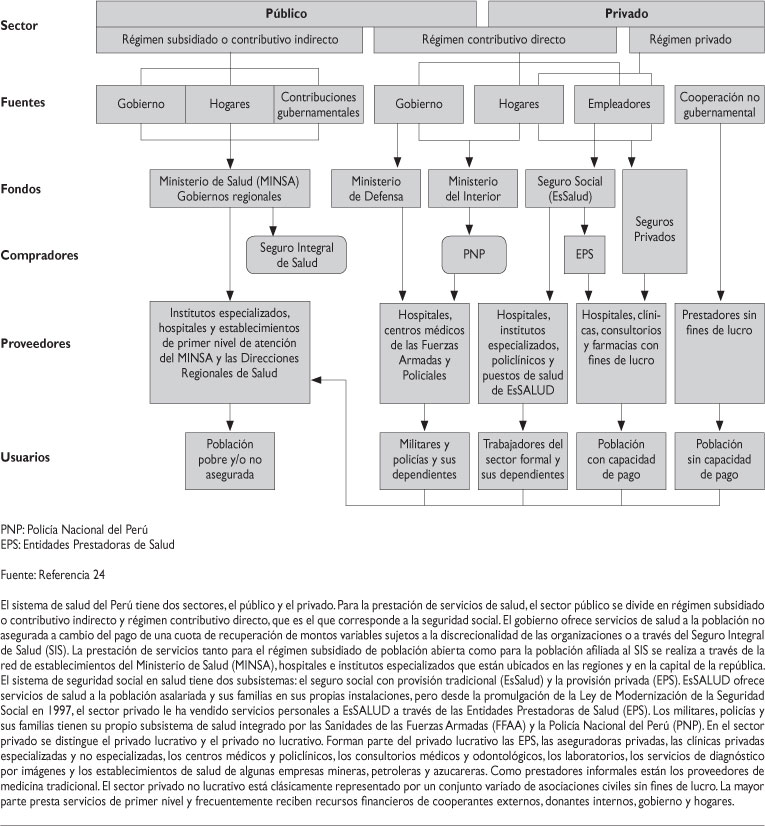 Público
Privado
Sector
Régimen subsidiado o contributivo indirecto
Régimen contributivo directo
Régimen privado
Fuentes
Gobierno
Hogares
Contribuciones
gubernamentales
Gobierno
Hogares
Empleadores
Cooperación no
gubernamental
Fondos
Ministerio de Salud (MINSA)
Gobiernos regionales
Ministerio
de Defensa
Ministerio
del Interior
Seguro Social
(EsSalud)
Seguros
Privados
Compradores
Seguro Integral
de Salud
PNP
EPS
Proveedores
Institutos especializados,
hospitales y establecimientos
de primer nivel de atención
del MINSA y las Direcciones
Regionales de Salud
Hospitales,
centros médicos
de las Fuerzas
Armadas y
Policiales
Hospitales,
institutos
especializados,
policlínicos y
puestos de salud
de EsSALUD
Hospitales, clíni-
cas, consultorios
y farmacias con
fines de lucro
Prestadores sin
fines de lucro
Usuarios
Población
pobre y/o no
asegurada
Militares y
policías y sus
dependientes
Trabajadores del
sector formal y
sus dependientes
Población
con capacidad
de pago
Población
sin capacidad
de pago
PNP: Policía Nacional del Perú
EPS: Entidades Prestadoras de Salud
Fuente: Referencia 24
El sistema de salud del Perú tiene dos sectores, el público y el privado. Para la prestación de servicios de salud, el sector público se divide en régimen subsidiado
o contributivo indirecto y régimen contributivo directo, que es el que corresponde a la seguridad social. El gobierno ofrece servicios de salud a la población no
asegurada a cambio del pago de una cuota de recuperación de montos variables sujetos a la discrecionalidad de las organizaciones o a través del Seguro Integral
de Salud (SIS). La prestación de servicios tanto para el régimen subsidiado de población abierta como para la población afiliada al SIS se realiza a través de la
red de establecimientos del Ministerio de Salud (MINSA), hospitales e institutos especializados que están ubicados en las regiones y en la capital de la república.
El sistema de seguridad social en salud tiene dos subsistemas: el seguro social con provisión tradicional (EsSalud) y la provisión privada (EPS). EsSALUD ofrece
servicios de salud a la población asalariada y sus familias en sus propias instalaciones, pero desde la promulgación de la Ley de Modernización de la Seguridad
Social en 1997, el sector privado le ha vendido servicios personales a EsSALUD a través de las Entidades Prestadoras de Salud (EPS). Los militares, policías y
sus familias tienen su propio subsistema de salud integrado por las Sanidades de las Fuerzas Armadas (FFAA) y la Policía Nacional del Perú (PNP). En el sector
privado se distingue el privado lucrativo y el privado no lucrativo. Forman parte del privado lucrativo las EPS, las aseguradoras privadas, las clínicas privadas
especializadas y no especializadas, los centros médicos y policlínicos, los consultorios médicos y odontológicos, los laboratorios, los servicios de diagnóstico
por imágenes y los establecimientos de salud de algunas empresas mineras, petroleras y azucareras. Como prestadores informales están los proveedores de
medicina tradicional. El sector privado no lucrativo está clásicamente representado por un conjunto variado de asociaciones civiles sin fines de lucro. La mayor
parte presta servicios de primer nivel y frecuentemente reciben recursos financieros de cooperantes externos, donantes internos, gobierno y hogares.